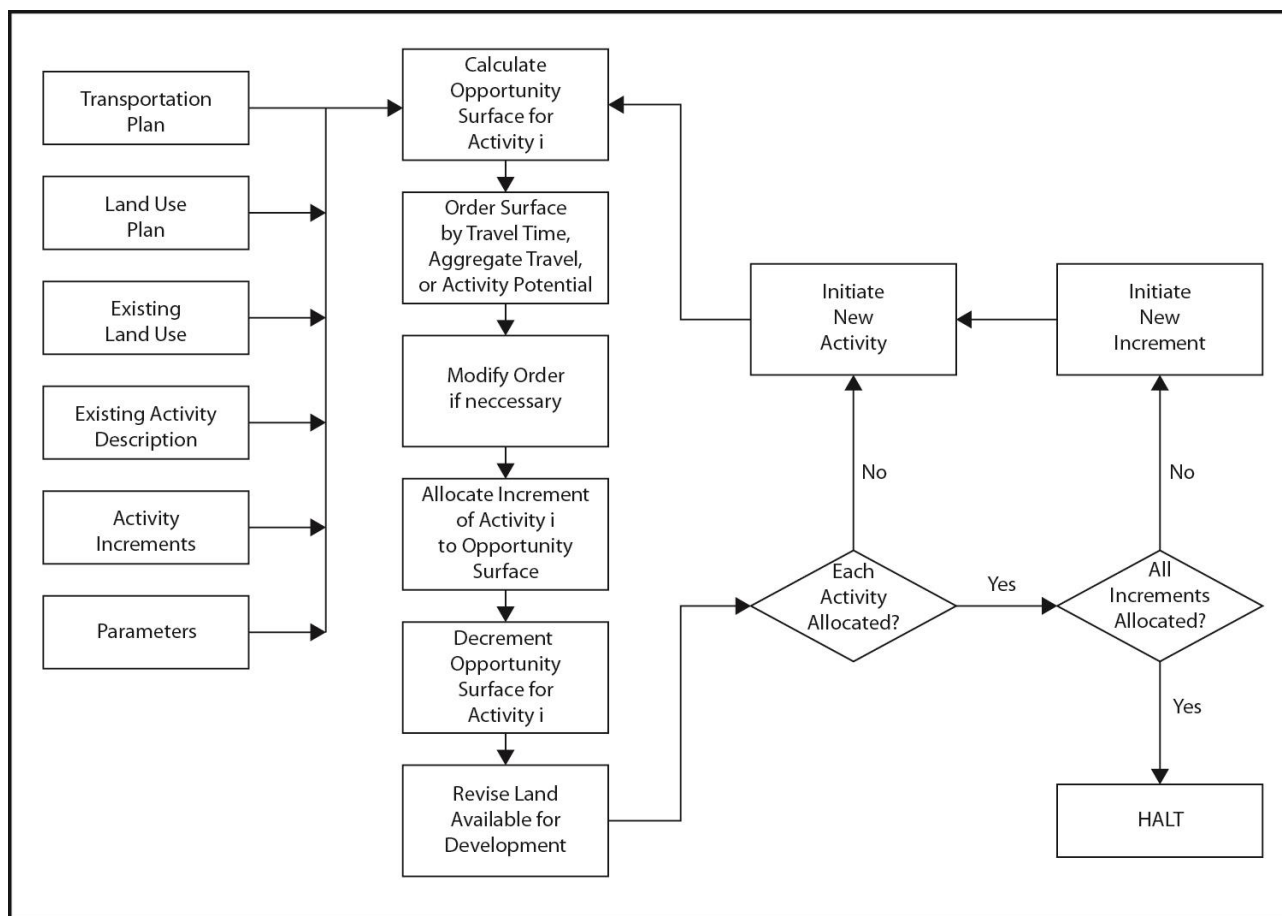 Transportation
Plan
Land Use
Plan
Existing
Land Use
Existing Activity
Description
Activity
Increments
Parameters
Calculate
Opportunity
Surface for
Activity i
Order Surface
by Travel Time,
Aggregate Travel,
or Activity Potential
Modify Order
if neccessary
Allocate Increment
of Activity i
to Opportunity
Surface
Decrement
Opportunity
Surface for
Activity i
Revise Land
Available for
Development
Initiate
New
Activity
No
Each
Activity
Allocated?
Yes
Initiate
New
Increment
No
All
Increments
Allocated?
Yes
HALT